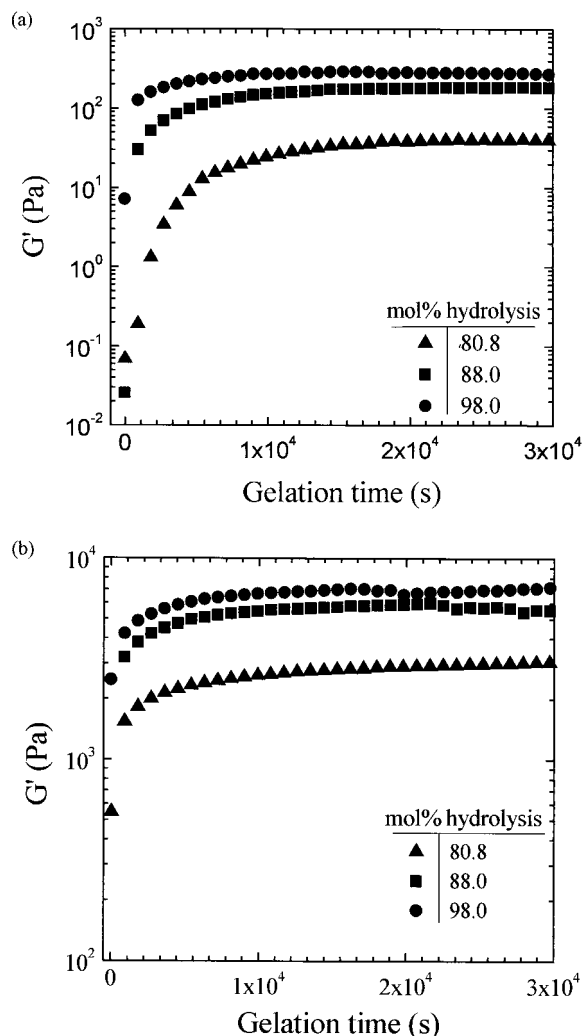 (a)
10³
10²
10¹
10⁰
10⁻¹
10⁻²
G' (Pa)
mol% hydrolysis
80.8
88.0
98.0
0 1x10⁴ 2x10⁴ 3x10⁴
Gelation time (s)
(b)
10⁴
10³
10²
G' (Pa)
mol% hydrolysis
80.8
88.0
98.0
0 1x10⁴ 2x10⁴ 3x10⁴
Gelation time (s)